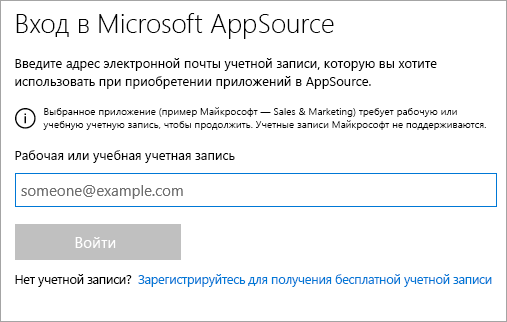 Вход в Microsoft AppSource
Введите адрес электронной почты учетной записи, которую вы хотите
использовать при приобретении приложений в AppSource.
Выбранное приложение (пример Майкрософт — Sales & Marketing) требует рабочую или
учебную учетную запись, чтобы продолжить. Учетные записи Майкрософт не поддерживаются.
Рабочая или учебная учетная запись
someone@example.com
Войти
Нет учетной записи? Зарегистрируйтесь для получения бесплатной учетной записи